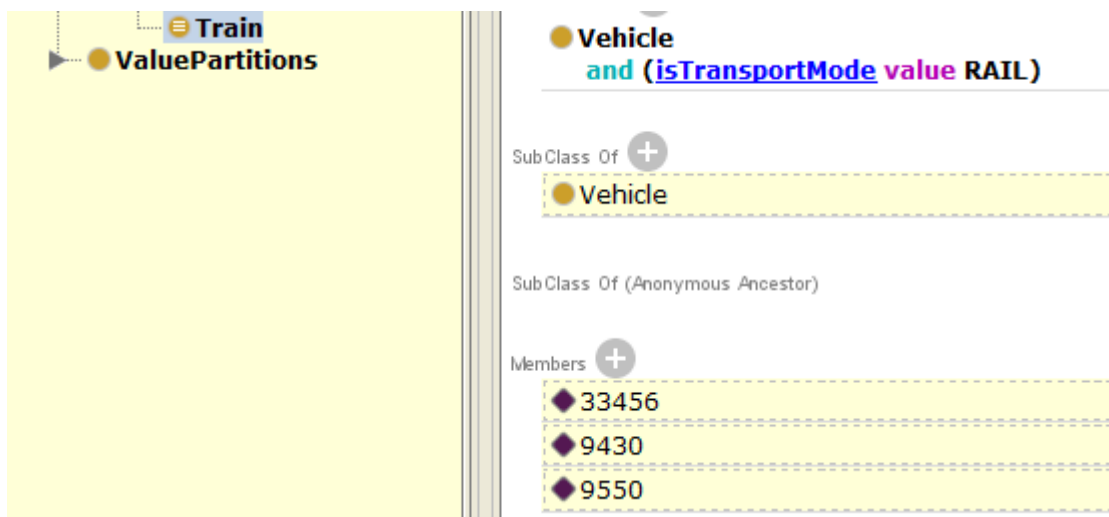 Train
ValuePartitions
Vehicle
and (isTransportMode value RAIL)
SubClass Of
Vehicle
SubClass Of (Anonymous Ancestor)
Members
33456
9430
9550